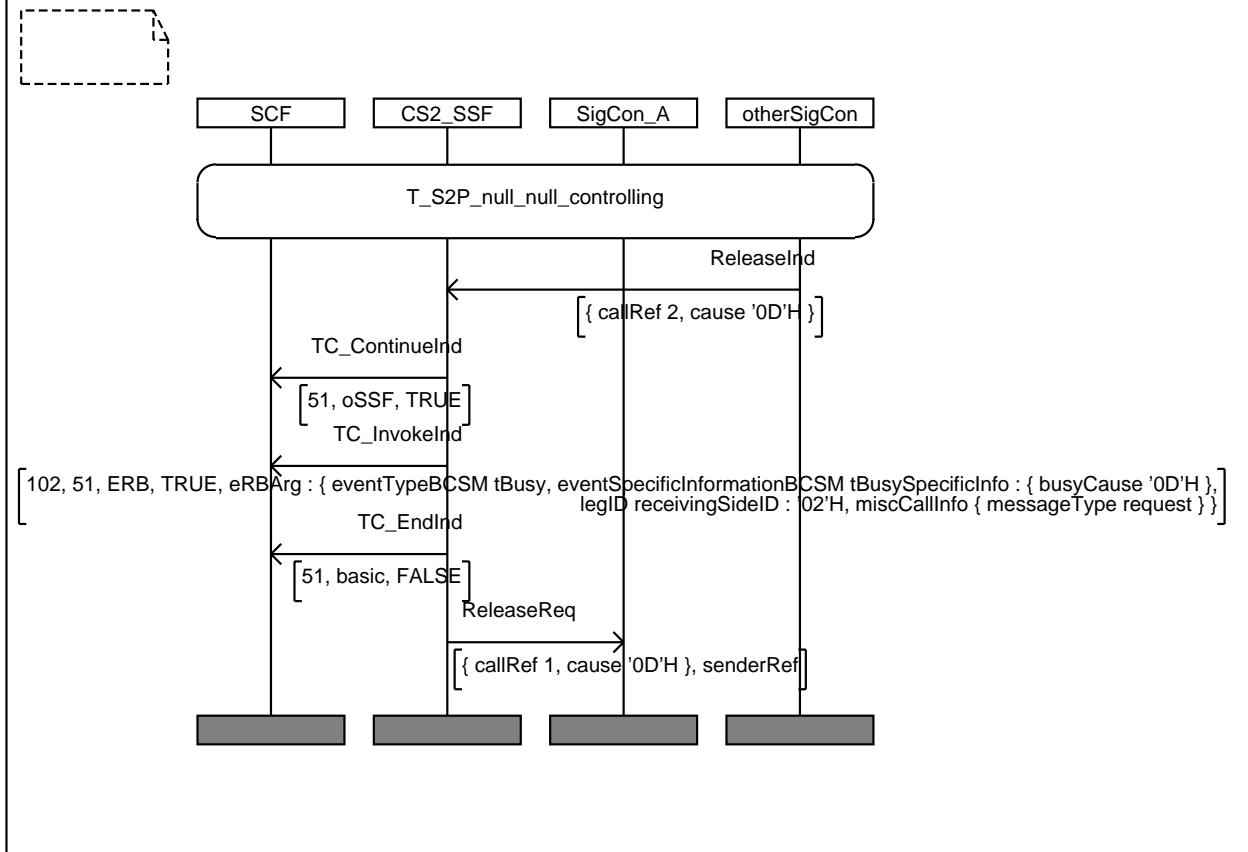 SCF CS2_SSF SigCon_A otherSigCon
T_S2P_null_null_controlling
ReleaseInd
{ callRef 2, cause ’0D’H }
TC_ContinueInd
51, oSSF, TRUE
TC_InvokeInd
102, 51, ERB, TRUE, eRBArg : { eventTypeBCSM tBusy, eventSpecificInformationBCSM tBusySpecificInfo : { busyCause ’0D’H },
legID receivingSideID : ’02’H, miscCallInfo { messageType request } }
TC_EndInd
51, basic, FALSE
ReleaseReq
{ callRef 1, cause ’0D’H }, senderRef